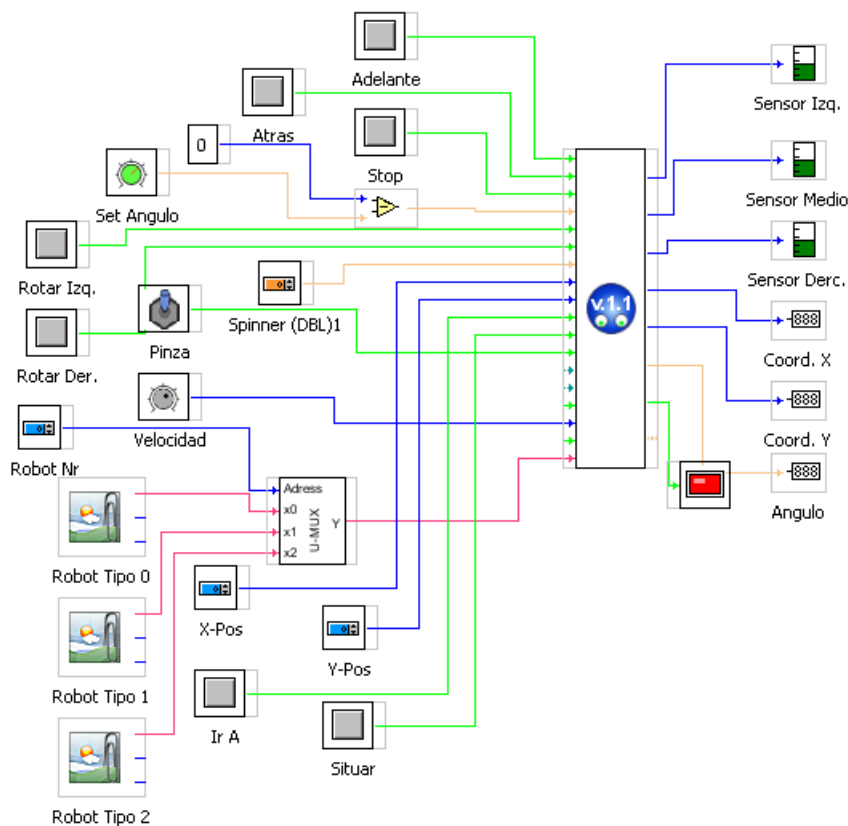 Adelante
Sensor Izq.
Atras
0
Stop
Sensor Medio
Set Angulo
Rotar Izq.
Sensor Derc.
v.1.1
Spinner (DBL)1
Pinza
Coord. X
Rotar Der.
Velocidad
Coord. Y
Robot Nr
Adress
x0
x1
x2
U-MUX
Y
888
888
888
Angulo
Robot Tipo 0
X-Pos
Y-Pos
Robot Tipo 1
Ir A
Situar
Robot Tipo 2